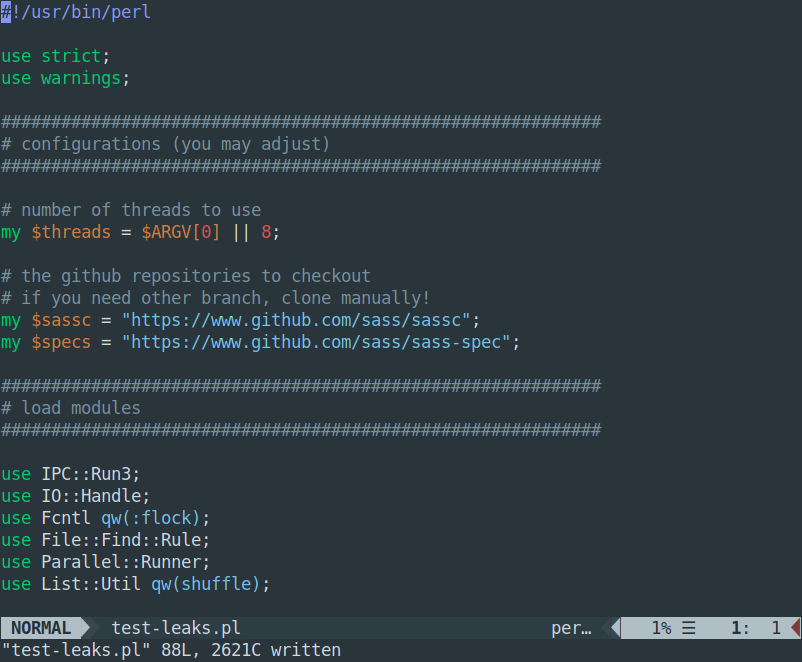 #!/usr/bin/perl

use strict;
use warnings;

############################################################
# configurations (you may adjust)
############################################################

# number of threads to use
my $threads = $ARGV[0] || 8;

# the github repositories to checkout
# if you need other branch, clone manually!
my $sassc = "https://www.github.com/sass/sassc";
my $specs = "https://www.github.com/sass/sass-spec";

############################################################
# load modules
############################################################

use IPC::Run3;
use IO::Handle;
use Fcntl qw(:flock);
use File::Find::Rule;
use Parallel::Runner;
use List::Util qw(shuffle);

NORMAL test-leaks.pl per… 1% ☰ 1: 1
"test-leaks.pl" 88L, 2621C written